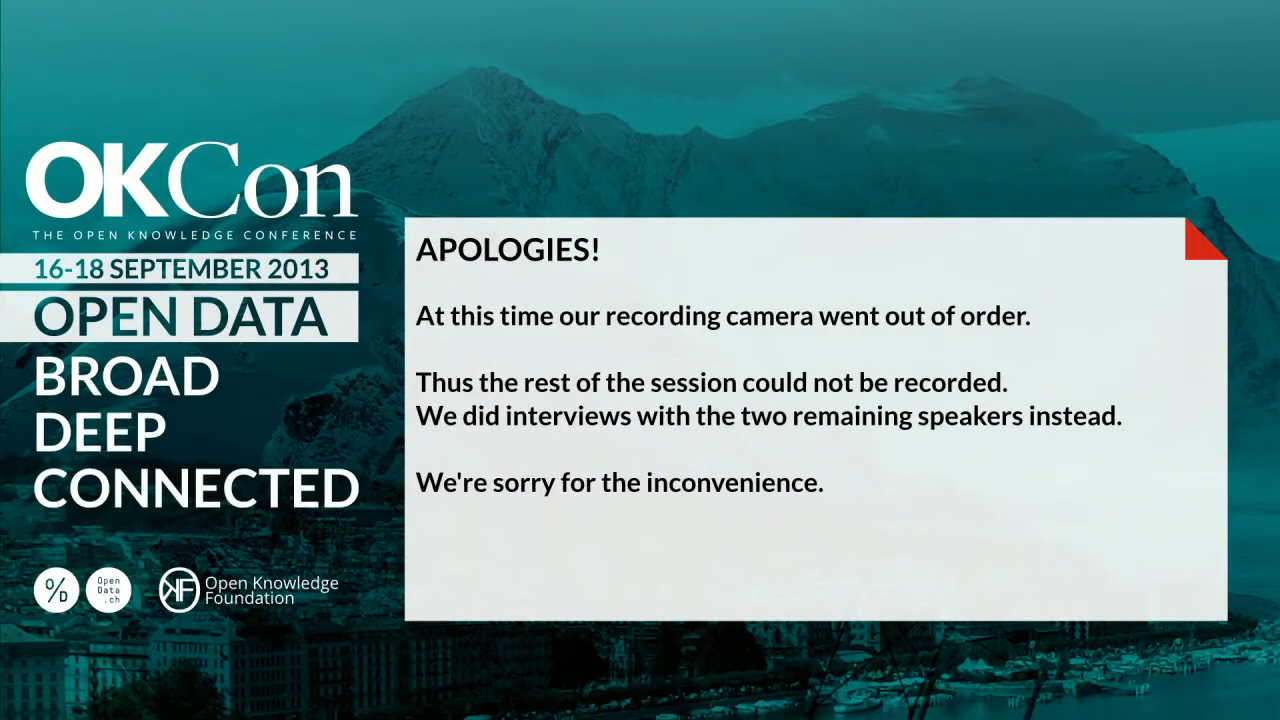 OKCon
THE OPEN KNOWLEDGE CONFERENCE
16-18 SEPTEMBER 2013
OPEN DATA
BROAD
DEEP
CONNECTED
O/D
Open
Data
.ch
OKF
Open Knowledge
Foundation
APOLOGIES!
At this time our recording camera went out of order.
Thus the rest of the session could not be recorded.
We did interviews with the two remaining speakers instead.
We're sorry for the inconvenience.